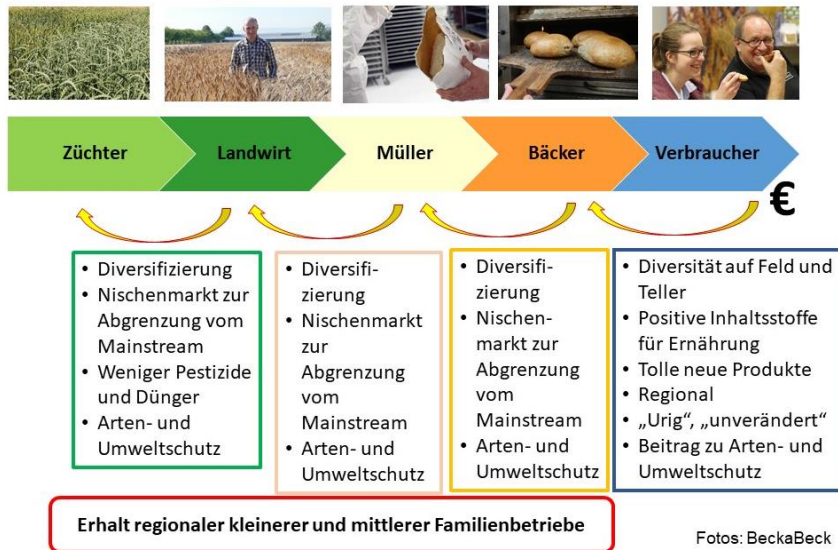 Züchter
Landwirt
Müller
Bäcker
Verbraucher
€
• Diversifizierung
• Nischenmarkt zur
Abgrenzung vom
Mainstream
• Weniger Pestizide
und Dünger
• Arten- und
Umweltschutz
• Diversifi-
zierung
• Nischenmarkt
zur
Abgrenzung
vom
Mainstream
• Arten- und
Umweltschutz
• Diversifi-
zierung
• Nischen-
markt zur
Abgrenzung
vom
Mainstream
• Arten- und
Umweltschutz
• Diversität auf Feld und
Teller
• Positive Inhaltsstoffe
für Ernährung
• Tolle neue Produkte
• Regional
• „Urig“, „unverändert“
• Beitrag zu Arten- und
Umweltschutz
Erhalt regionaler kleinerer und mittlerer Familienbetriebe
Fotos: BeckaBeck